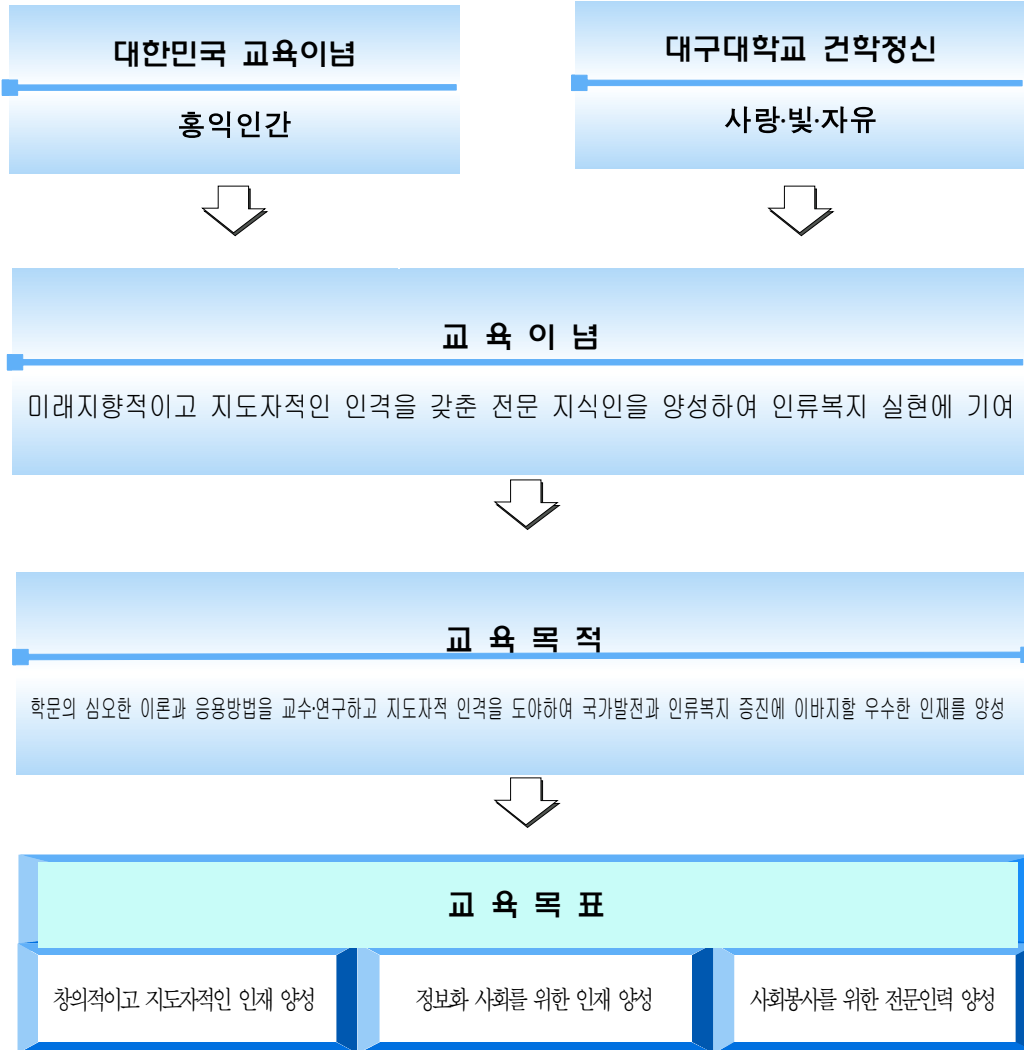 대한민국 교육이념
홍익인간
대구대학교 건학정신
사랑·빛·자유
교 육 이 념
미래지향적이고 지도자적인 인격을 갖춘 전문 지식인을 양성하여 인류복지 실현에 기여
교 육 목 적
학문의 심오한 이론과 응용방법을 교수·연구하고 지도자적 인격을 도야하여 국가발전과 인류복지 증진에 이바지할 우수한 인재를 양성
교 육 목 표
창의적이고 지도자적인 인재 양성
정보화 사회를 위한 인재 양성
사회봉사를 위한 전문인력 양성